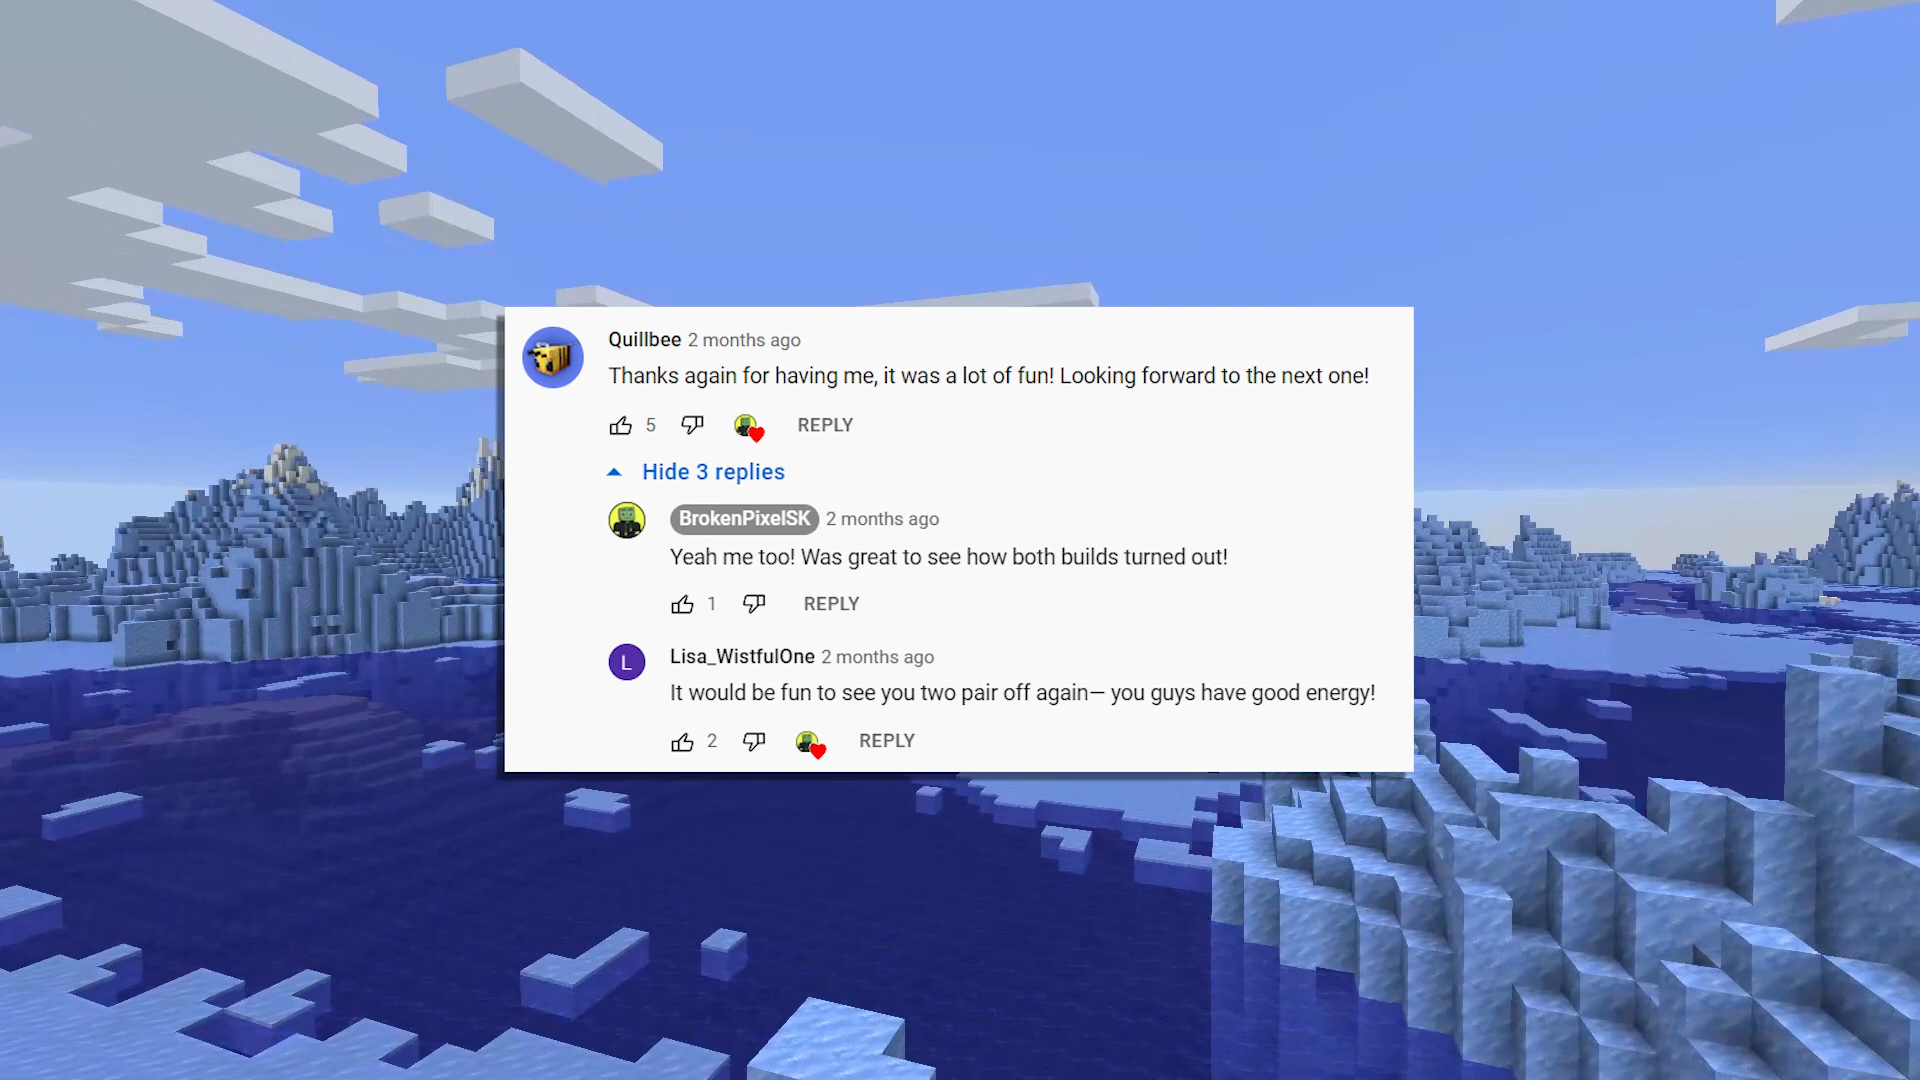 Quillbee 2 months ago
Thanks again for having me, it was a lot of fun! Looking forward to the next one!
5 REPLY
Hide 3 replies
BrokenPixelSK 2 months ago
Yeah me too! Was great to see how both builds turned out!
1 REPLY
L Lisa_WistfulOne 2 months ago
It would be fun to see you two pair off again— you guys have good energy!
2 REPLY